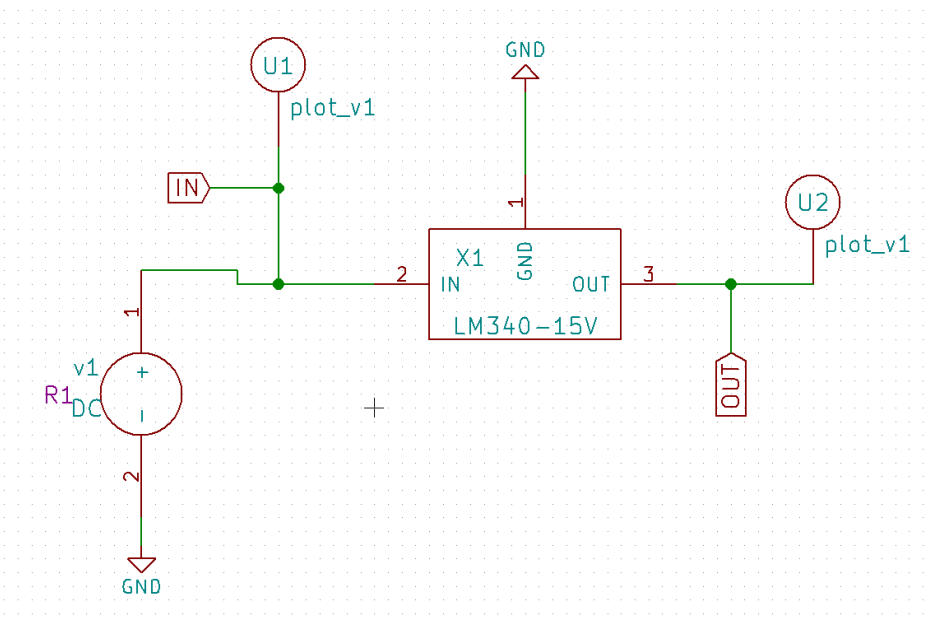 GND
U1
plot_v1
IN
1
U2
plot_v1
X1
GND
2
IN
OUT
3
LM340-15V
1
v1
+
R1
DC
OUT
–
2
GND